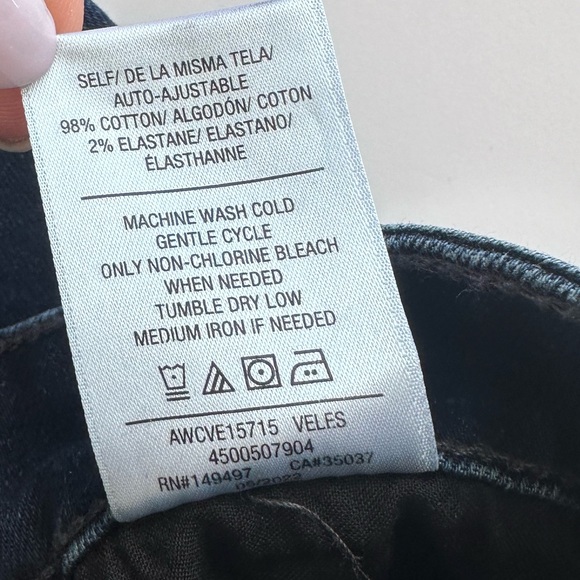 SELF/ DE LA MISMA TELA/
AUTO-AJUSTABLE
98% COTTON/ ALGODÓN/ COTON
2% ELASTANE/ ELASTANO/
ÉLASTHANNE
MACHINE WASH COLD
GENTLE CYCLE
ONLY NON-CHLORINE BLEACH
WHEN NEEDED
TUMBLE DRY LOW
MEDIUM IRON IF NEEDED
AWCVE15715 VELES
4500507904
RN#149497 CA#35037